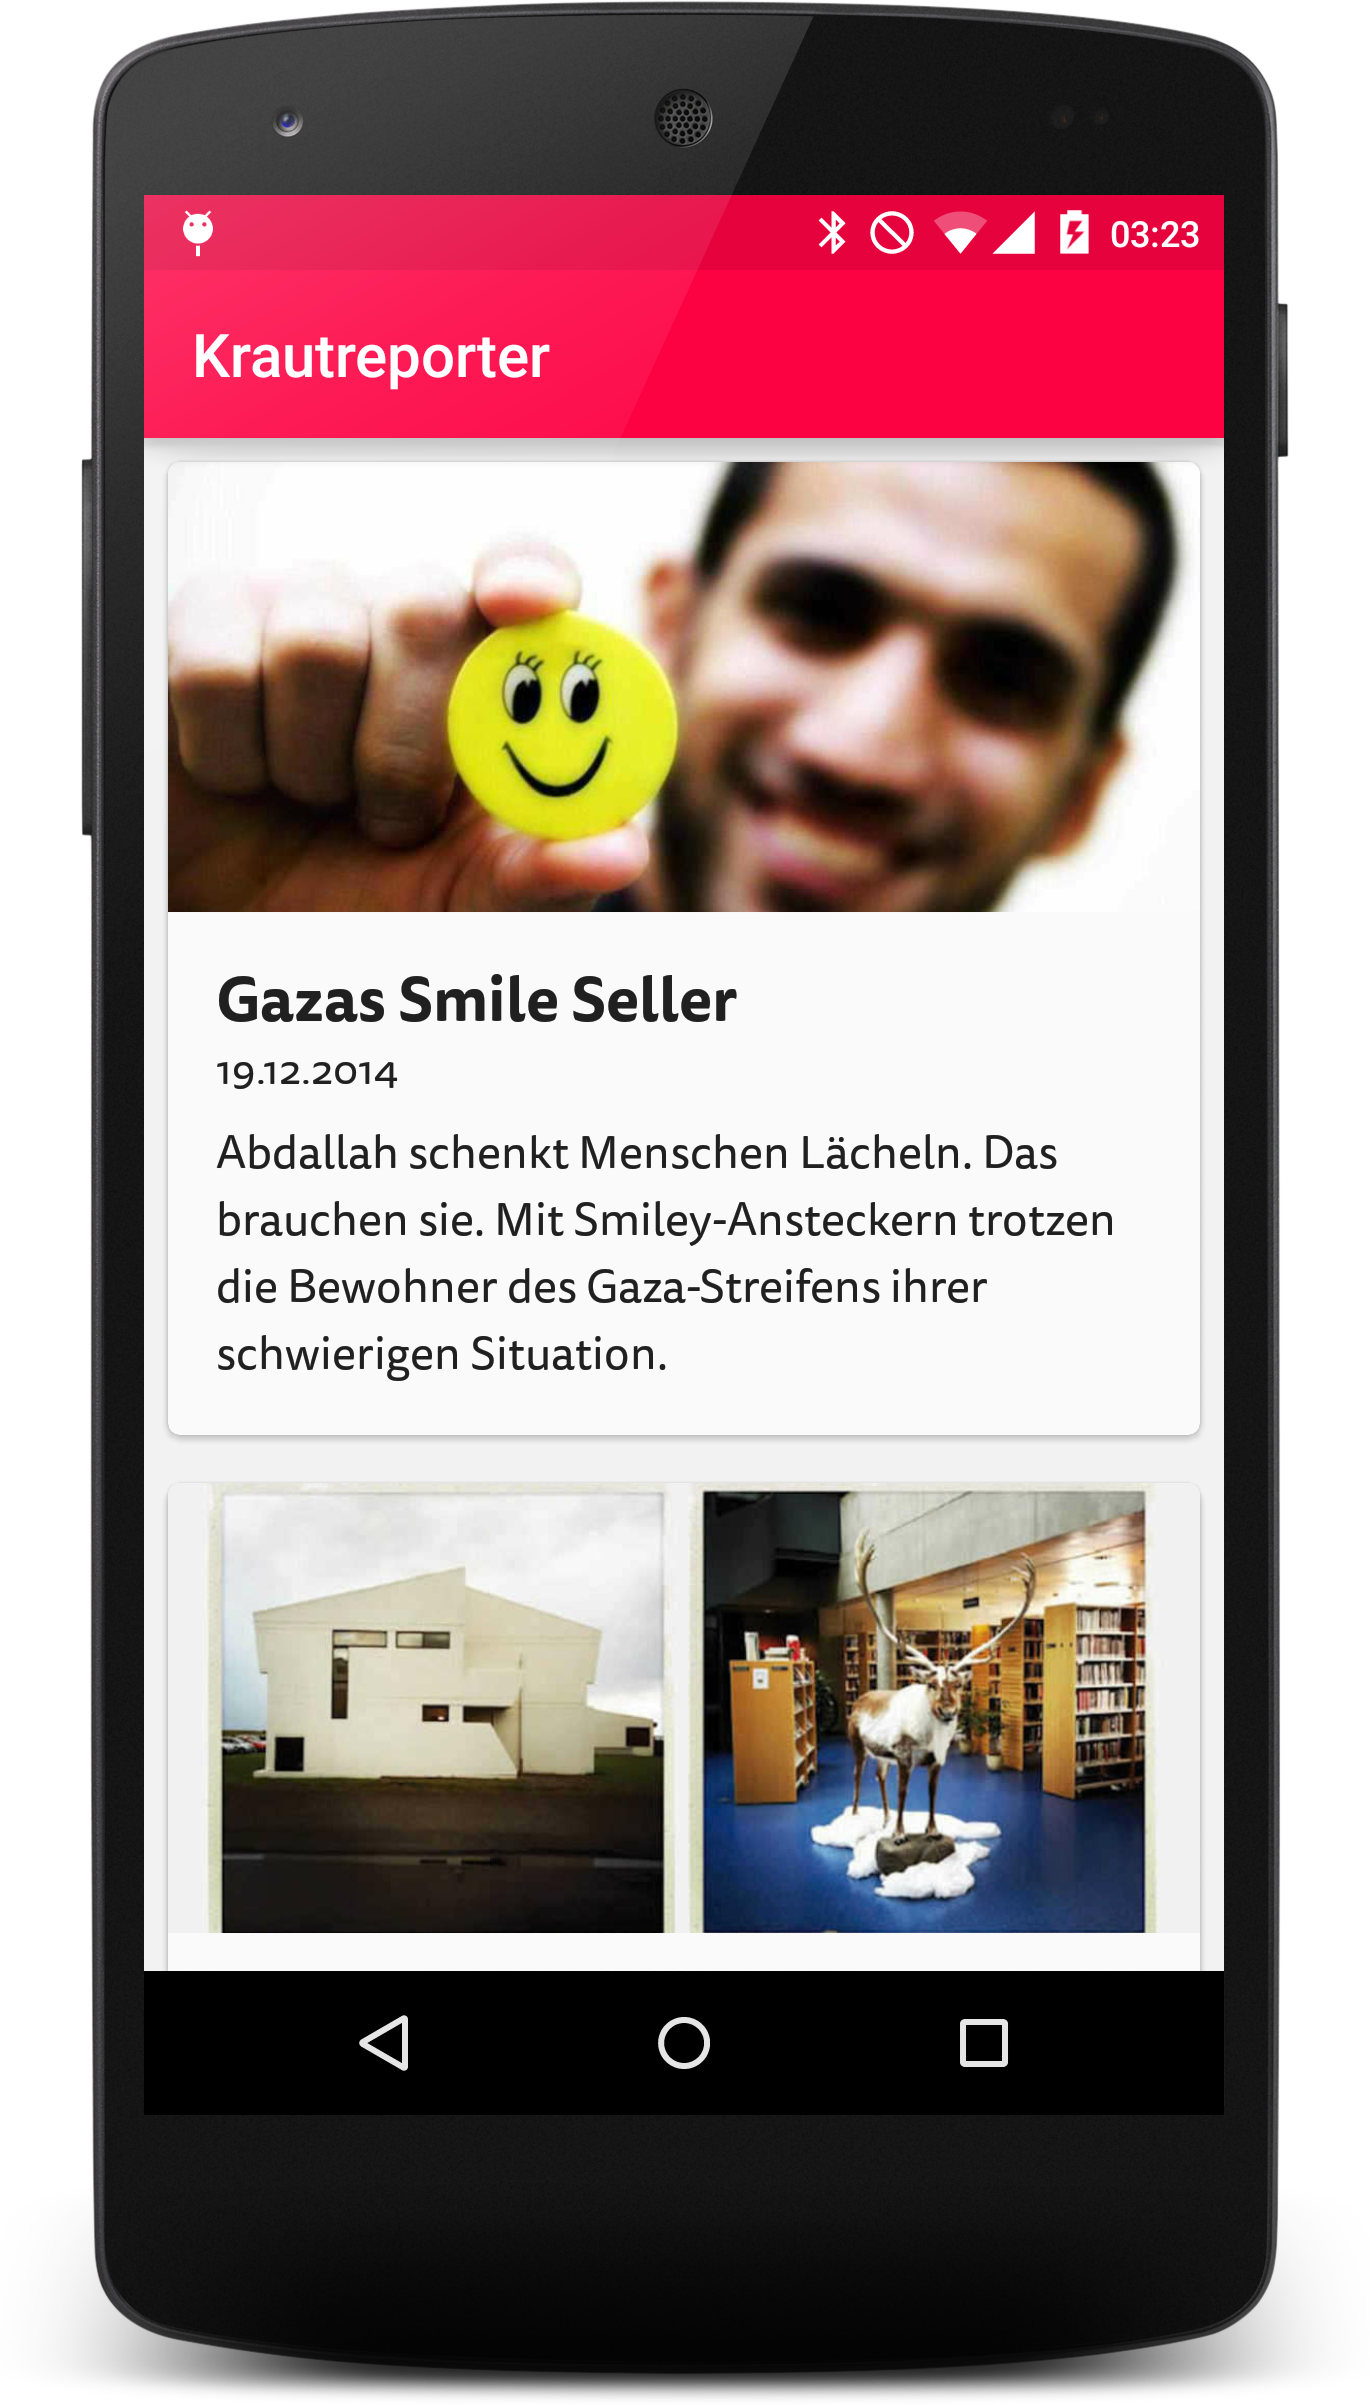 03:23
Krautreporter
Gazas Smile Seller
19.12.2014
Abdallah schenkt Menschen Lächeln. Das
brauchen sie. Mit Smiley-Ansteckern trotzen
die Bewohner des Gaza-Streifens ihrer
schwierigen Situation.